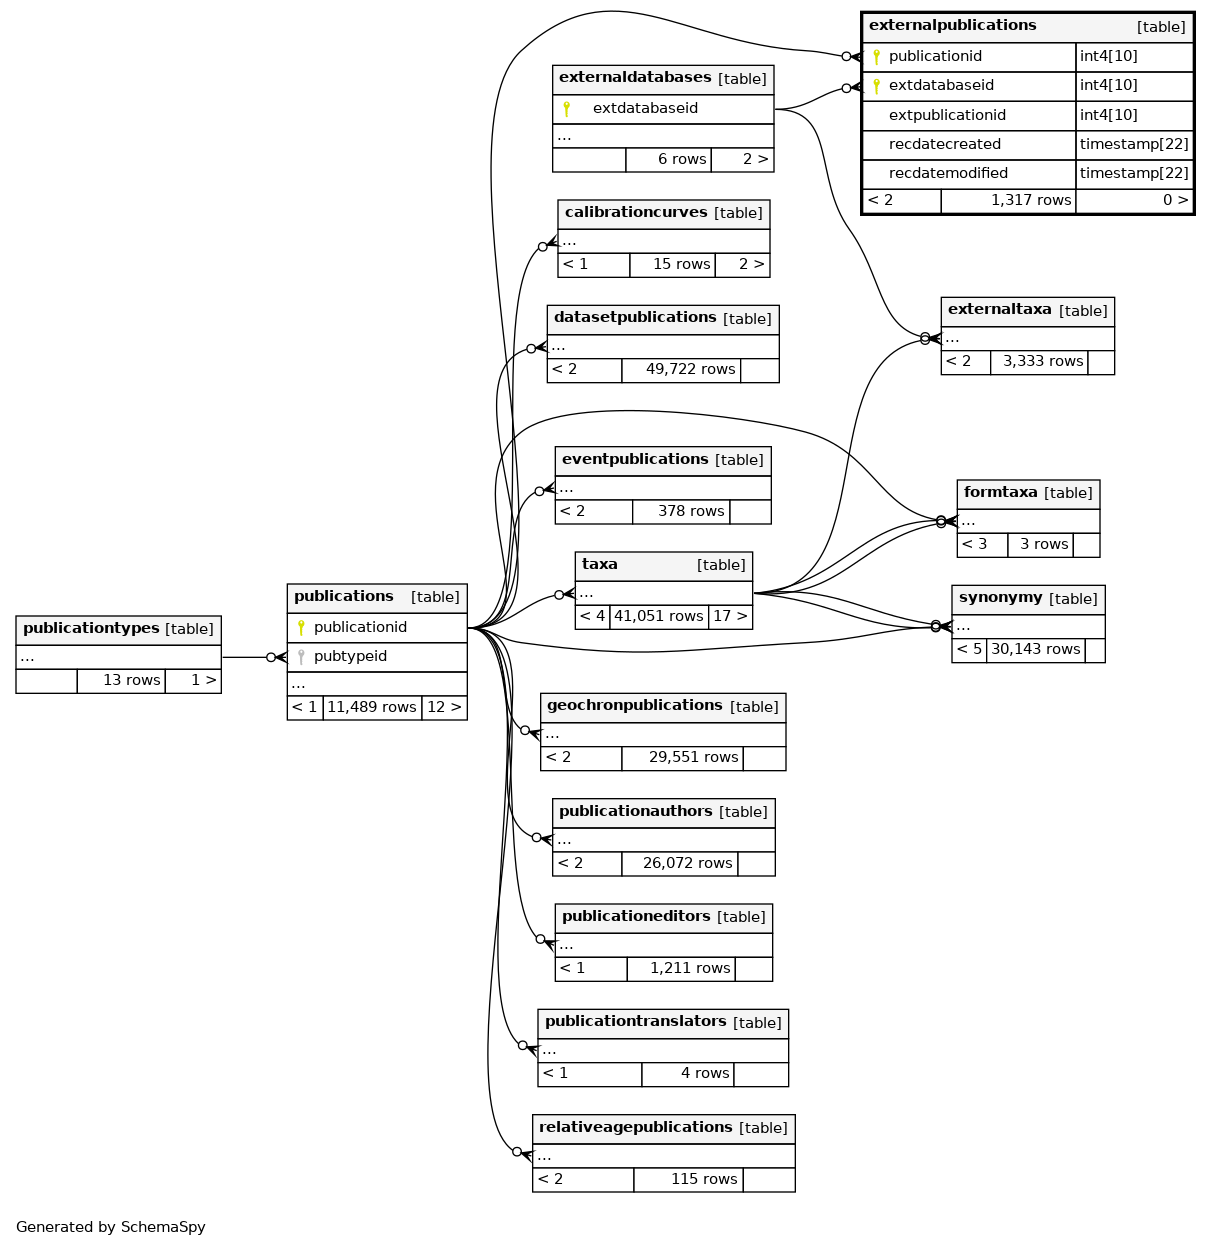 externalpublications [table]
publicationid int4[10]
extdatabaseid int4[10]
extpublicationid int4[10]
recdatecreated timestamp[22]
recdatemodified timestamp[22]
< 2 1,317 rows 0 >
externaldatabases [table]
extdatabaseid
...
6 rows 2 >
calibrationcurves [table]
...
< 1 15 rows 2 >
datasetpublications [table]
...
< 2 49,722 rows
externaltaxa [table]
...
< 2 3,333 rows
eventpublications [table]
...
< 2 378 rows
formtaxa [table]
...
< 3 3 rows
taxa [table]
...
< 4 41,051 rows 17 >
synonymy [table]
...
< 5 30,143 rows
publications [table]
publicationid
pubtypeid
...
< 1 11,489 rows 12 >
publicationtypes [table]
...
13 rows 1 >
geochronpublications [table]
...
< 2 29,551 rows
publicationauthors [table]
...
< 2 26,072 rows
publicationeditors [table]
...
< 1 1,211 rows
publicationtranslators [table]
...
< 1 4 rows
relativeagepublications [table]
...
< 2 115 rows
Generated by SchemaSpy